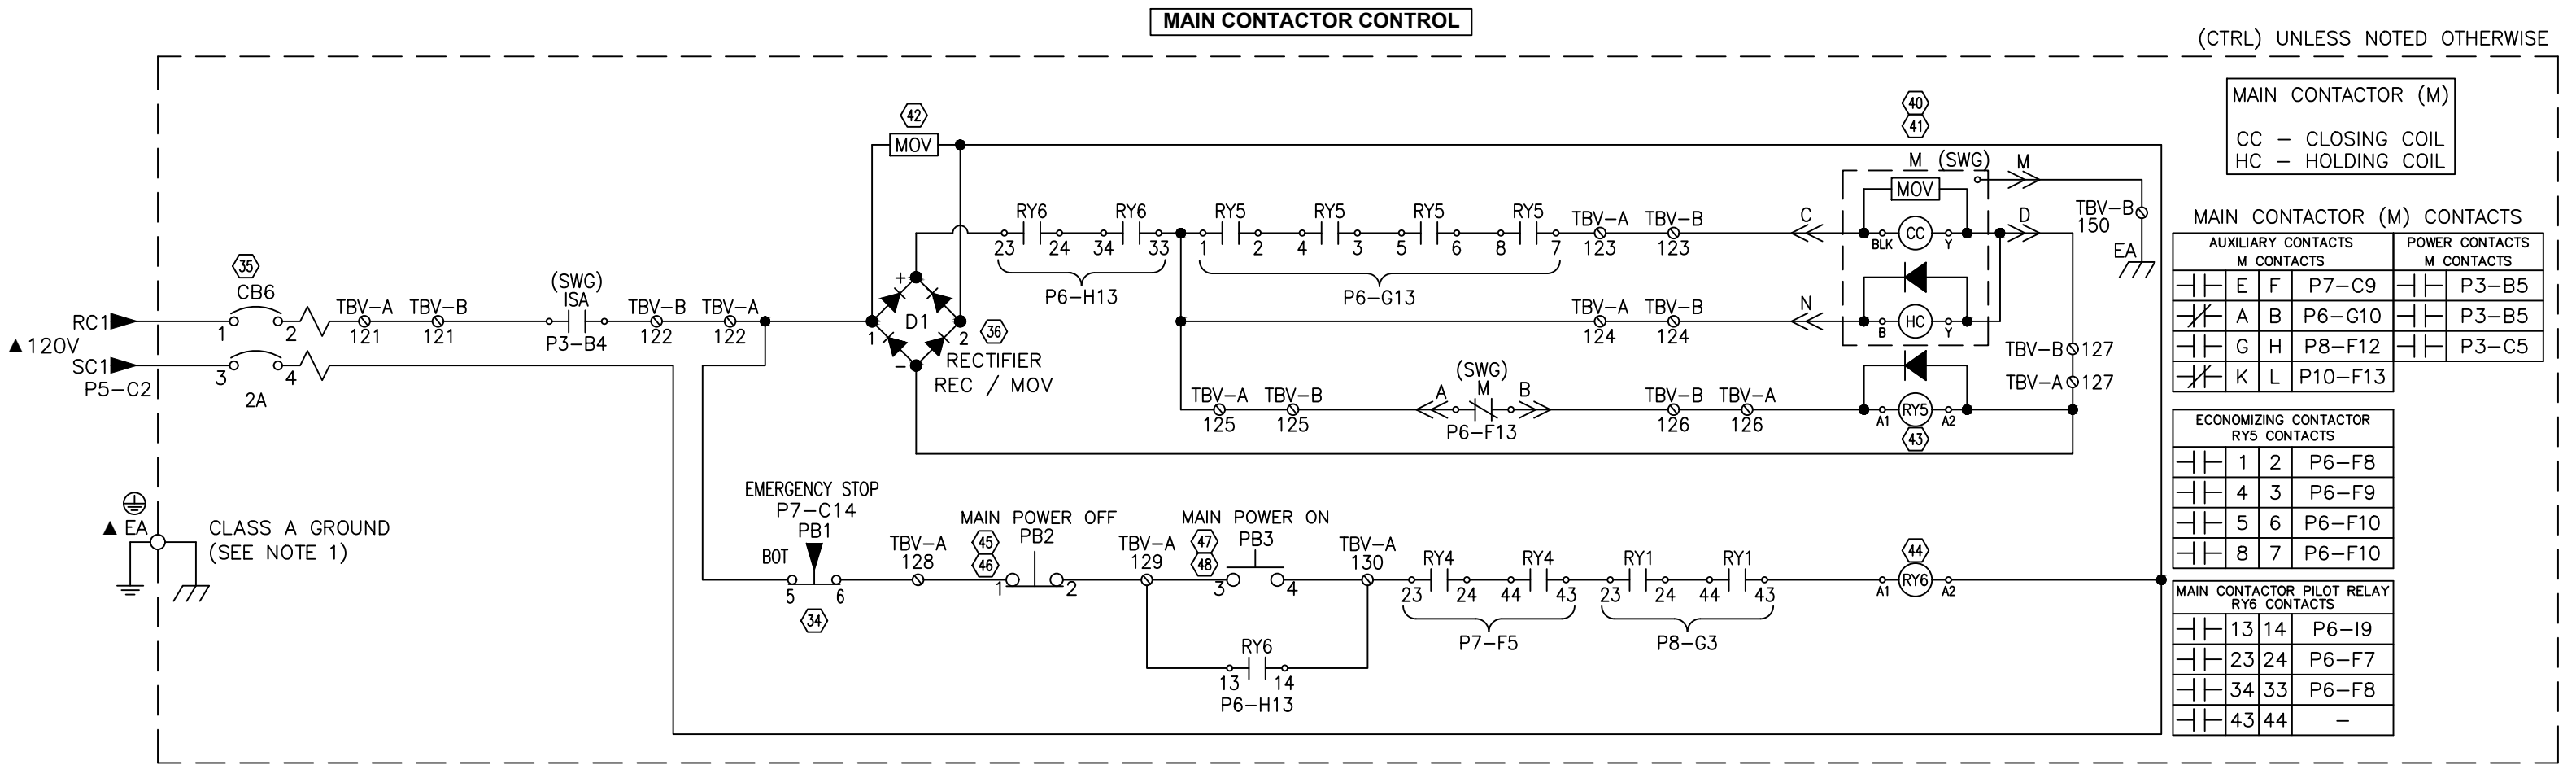 MAIN CONTACTOR CONTROL
(CTRL) UNLESS NOTED OTHERWISE
MAIN CONTACTOR (M)
CC – CLOSING COIL
HC – HOLDING COIL
42
MOV
40
41
M (SWG) M
MOV
C
CC
BLK Y
D
TBV–B
150
EA
RY6 RY6 RY5 RY5 RY5 RY5 TBV–A TBV–B
23 24 34 33 1 2 4 3 5 6 8 7 123 123
P6–H13
P6–G13
+
D1
1 2
–
36
RECTIFIER
REC / MOV
35
CB6
RC1
1 2
TBV–A TBV–B
121 121
(SWG)
ISA
P3–B4
TBV–B TBV–A
122 122
▲120V
SC1
3 4
P5–C2
2A
TBV–A TBV–B
124 124
N
HC
B Y
TBV–B 127
TBV–A 127
TBV–A TBV–B
125 125
(SWG)
A M B
P6–F13
TBV–B TBV–A
126 126
RY5
A1 A2
43
▲ EA
CLASS A GROUND
(SEE NOTE 1)
EMERGENCY STOP
P7–C14
PB1
BOT
5 6
34
TBV–A
128
MAIN POWER OFF
45
46
PB2
1 2
TBV–A
129
MAIN POWER ON
47
48
PB3
3 4
TBV–A
130
RY6
13 14
P6–H13
RY4 RY4 RY1 RY1
23 24 44 43 23 24 44 43
P7–F5
P8–G3
44
RY6
A1 A2
MAIN CONTACTOR (M) CONTACTS
AUXILIARY CONTACTS
M CONTACTS
POWER CONTACTS
M CONTACTS
E F P7–C9 P3–B5
A B P6–G10 P3–B5
G H P8–F12 P3–C5
K L P10–F13
ECONOMIZING CONTACTOR
RY5 CONTACTS
1 2 P6–F8
4 3 P6–F9
5 6 P6–F10
8 7 P6–F10
MAIN CONTACTOR PILOT RELAY
RY6 CONTACTS
13 14 P6–I9
23 24 P6–F7
34 33 P6–F8
43 44 –